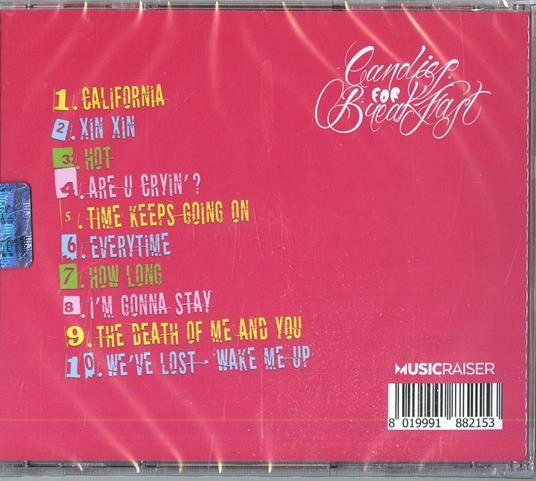 Candies
FOR
Breakfast
1. CALIFORNIA
2. XIN XIN
3. HOT
4. ARE U CRYIN'?
5. TIME KEEPS GOING ON
6. EVERYTIME
7. HOW LONG
8. I'M GONNA STAY
9. THE DEATH OF ME AND YOU
10. WE'VE LOST - WAKE ME UP
MUSICRAISER
8 019991 882153